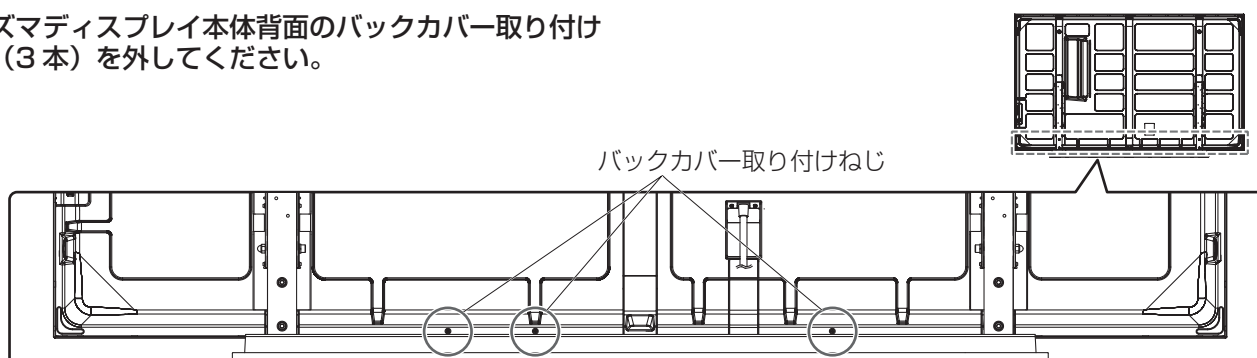 ズマディスプレイ本体背面のバックカバー取り付け
（3本）を外してください。
バックカバー取り付けねじ